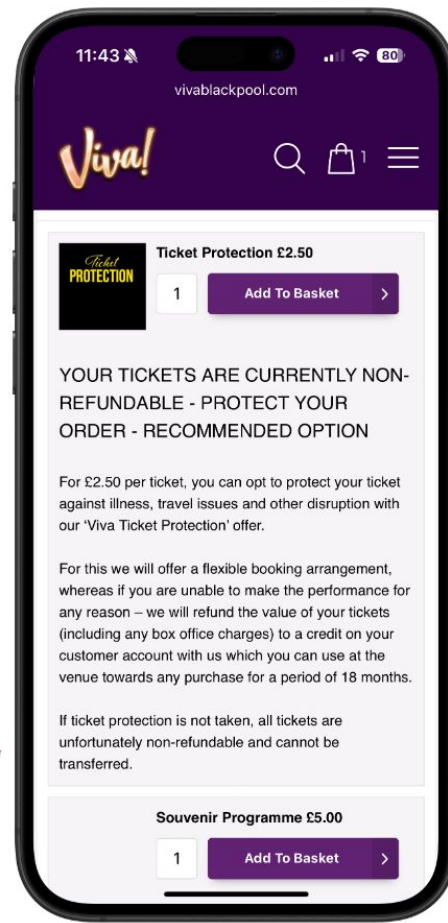 11:43
80
vivablackpool.com
Viva!
1
Ticket
PROTECTION
Ticket Protection £2.50
1
Add To Basket
YOUR TICKETS ARE CURRENTLY NON-
REFUNDABLE - PROTECT YOUR
ORDER - RECOMMENDED OPTION
For £2.50 per ticket, you can opt to protect your ticket
against illness, travel issues and other disruption with
our ‘Viva Ticket Protection’ offer.
For this we will offer a flexible booking arrangement,
whereas if you are unable to make the performance for
any reason – we will refund the value of your tickets
(including any box office charges) to a credit on your
customer account with us which you can use at the
venue towards any purchase for a period of 18 months.
If ticket protection is not taken, all tickets are
unfortunately non-refundable and cannot be
transferred.
Souvenir Programme £5.00
1
Add To Basket